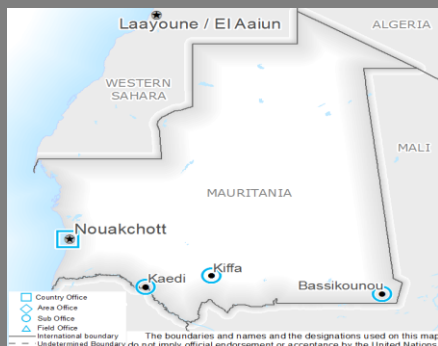 Laayoune / El Aaiun
ALGERIA
WESTERN
SAHARA
MALI
MAURITANIA
Nouakchott
Kiffa
Kaedi
Bassikounou
Country Office
Area Office
Sub Office
Field Office
International boundary
Undetermined Boundary
The boundaries and names and the designations used on this map
do not imply official endorsement or acceptance by the United Nations